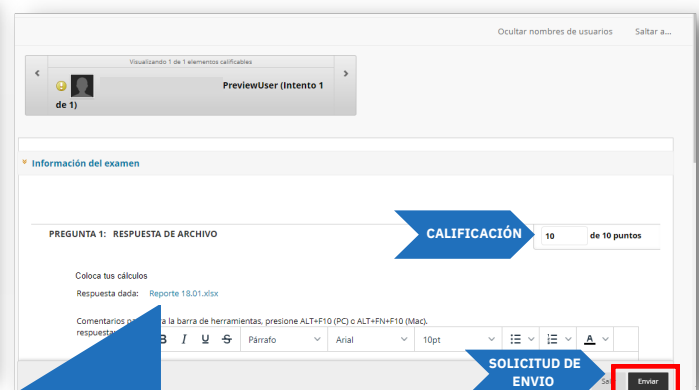 Ocultar nombres de usuarios Saltar a...
Visualizando 1 de 1 elementos calificables
PreviewUser (Intento 1
de 1)
Información del examen
PREGUNTA 1: RESPUESTA DE ARCHIVO
CALIFICACIÓN
10 de 10 puntos
Coloca tus cálculos
Respuesta dada: Reporte 18.01.xlsx
Comentarios la barra de herramientas, presione ALT+F10 (PC) o ALT+FN+F10 (Mac).
B I U S Párrafo Arial 10pt A
SOLICITUD DE
ENVIO
Enviar